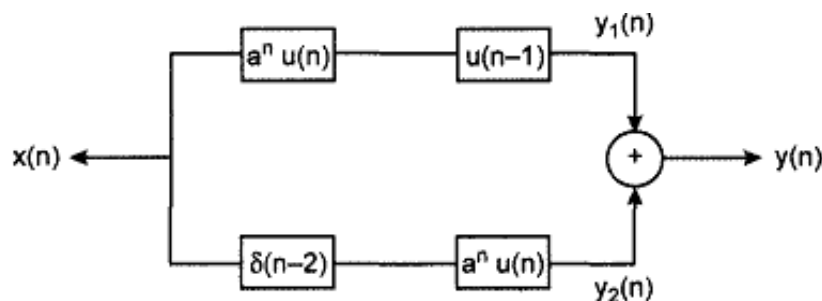 y₁(n)
aⁿ u(n)
u(n–1)
x(n)
+
y(n)
δ(n–2)
aⁿ u(n)
y₂(n)